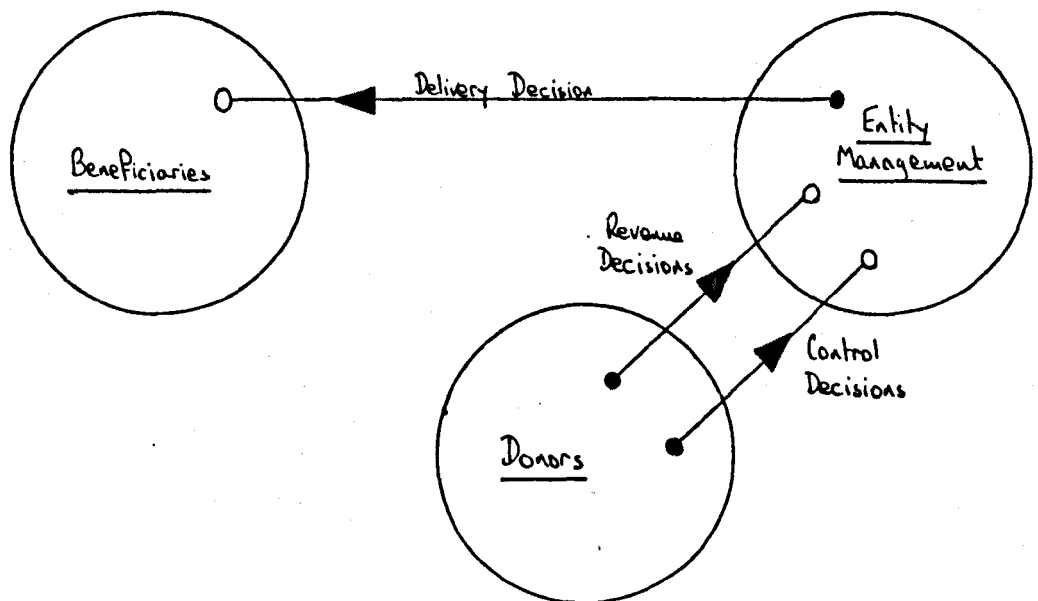 Delivery Decision
Beneficiaries
Entity
Management
Revenue
Decisions
Control
Decisions
Donors